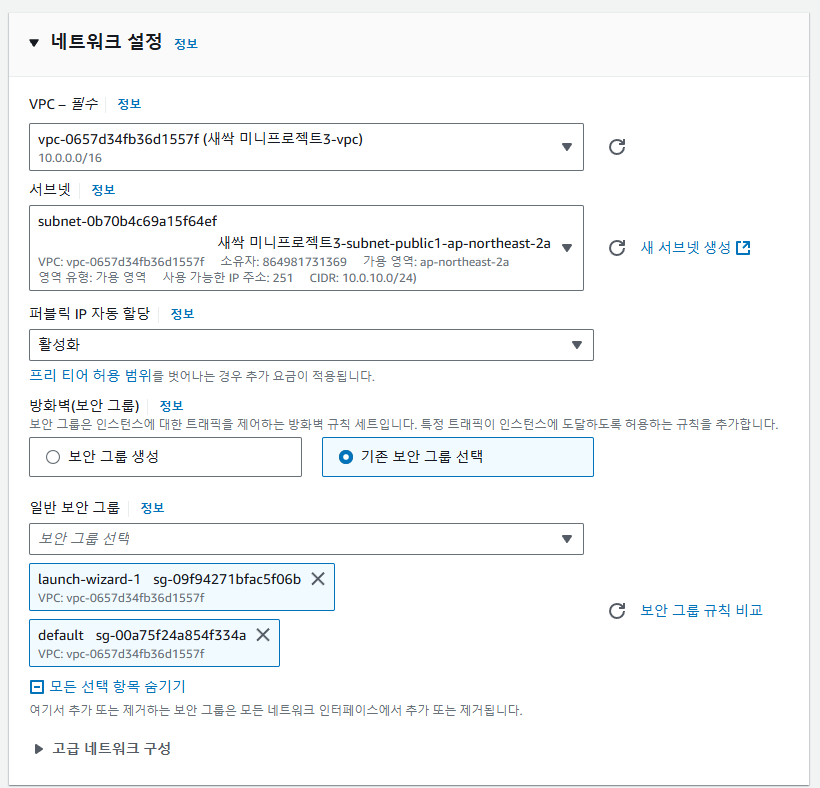 네트워크 설정 정보
VPC – 필수 정보
vpc-0657d34fb36d1557f (새싹 미니프로젝트3-vpc)
10.0.0.0/16
서브넷 정보
subnet-0b70b4c69a15f64ef
새싹 미니프로젝트3-subnet-public1-ap-northeast-2a
VPC: vpc-0657d34fb36d1557f 소유자: 864981731369 가용 영역: ap-northeast-2a
영역 유형: 가용 영역 사용 가능한 IP 주소: 251 CIDR: 10.0.10.0/24)
새 서브넷 생성
퍼블릭 IP 자동 할당 정보
활성화
프리 티어 허용 범위를 벗어나는 경우 추가 요금이 적용됩니다.
방화벽(보안 그룹) 정보
보안 그룹은 인스턴스에 대한 트래픽을 제어하는 방화벽 규칙 세트입니다. 특정 트래픽이 인스턴스에 도달하도록 허용하는 규칙을 추가합니다.
보안 그룹 생성 기존 보안 그룹 선택
일반 보안 그룹 정보
보안 그룹 선택
launch-wizard-1 sg-09f94271bfac5f06b
VPC: vpc-0657d34fb36d1557f
보안 그룹 규칙 비교
default sg-00a75f24a854f334a
VPC: vpc-0657d34fb36d1557f
모든 선택 항목 숨기기
여기서 추가 또는 제거하는 보안 그룹은 모든 네트워크 인터페이스에서 추가 또는 제거됩니다.
고급 네트워크 구성